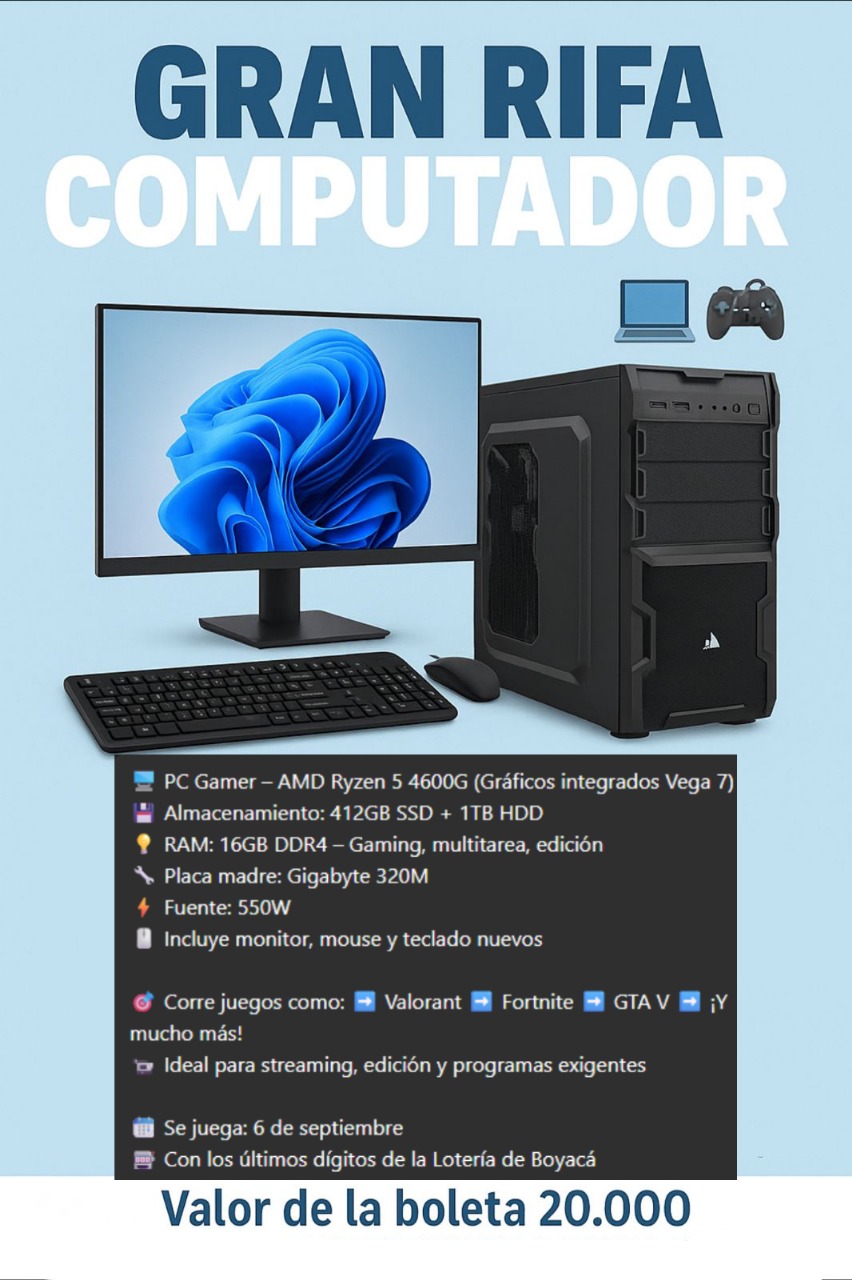 GRAN RIFA
COMPUTADOR
🖥️ PC Gamer – AMD Ryzen 5 4600G (Gráficos integrados Vega 7)
💾 Almacenamiento: 412GB SSD + 1TB HDD
💡 RAM: 16GB DDR4 – Gaming, multitarea, edición
🔧 Placa madre: Gigabyte 320M
⚡ Fuente: 550W
🖱️ Incluye monitor, mouse y teclado nuevos
🎯 Corre juegos como: ➡️ Valorant ➡️ Fortnite ➡️ GTA V ➡️ ¡Y
mucho más!
📹 Ideal para streaming, edición y programas exigentes
📅 Se juega: 6 de septiembre
🎰 Con los últimos dígitos de la Lotería de Boyacá
Valor de la boleta 20.000